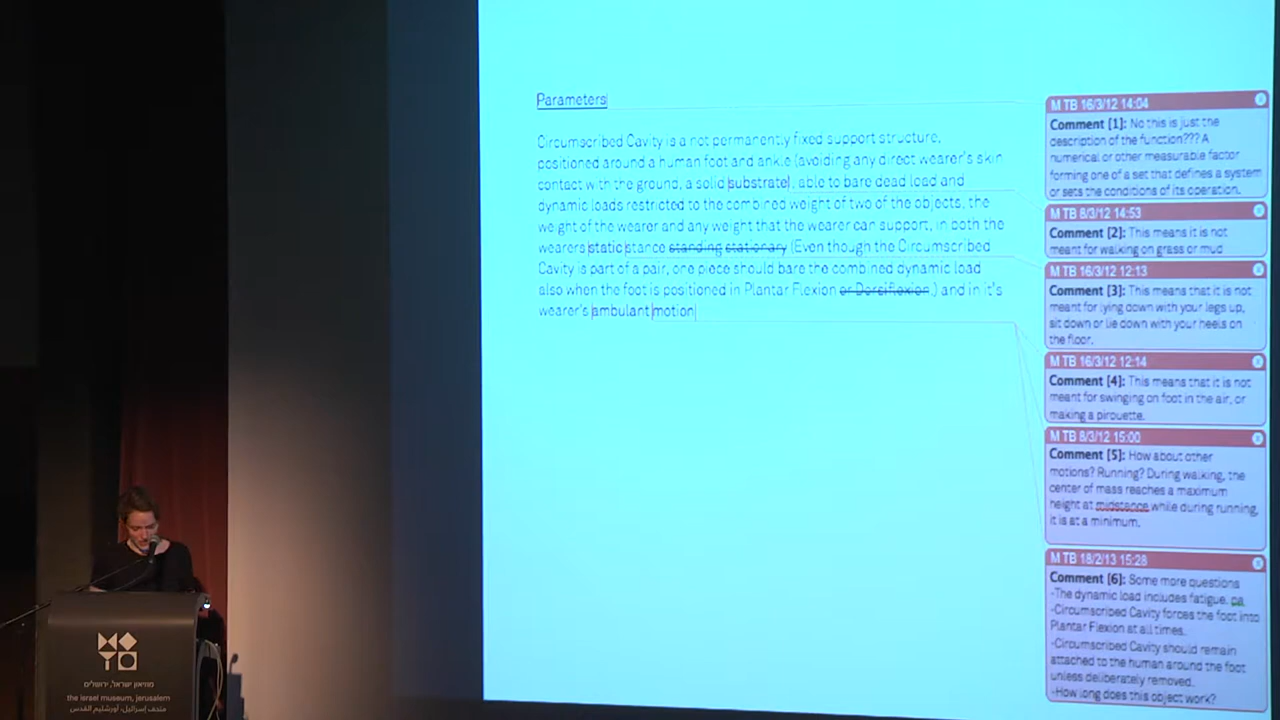 Parameters
Circumscribed Cavity is a not permanently fixed support structure,
positioned around a human foot and ankle (avoiding any direct wearer's skin
contact with the ground, a solid substrate), able to bare dead load and
dynamic loads restricted to the combined weight of two of the objects, the
weight of the wearer and any weight that the wearer can support, in both the
wearers static stance standing stationary (Even though the Circumscribed
Cavity is part of a pair, one piece should bare the combined dynamic load
also when the foot is positioned in Plantar Flexion or Dorsiflexion.) and in it's
wearer's ambulant motion
M TB 16/3/12 14:04
Comment [1]: No this is just the
description of the function??? A
numerical or other measurable factor
forming one of a set that defines a system
or sets the conditions of its operation.
M TB 8/3/12 14:53
Comment [2]: This means it is not
meant for walking on grass or mud
M TB 16/3/12 12:13
Comment [3]: This means that it is not
meant for lying down with your legs up,
sit down or lie down with your heels on
the floor.
M TB 16/3/12 12:14
Comment [4]: This means that it is not
meant for swinging on foot in the air, or
making a pirouette.
M TB 8/3/12 15:00
Comment [5]: How about other
motions? Running? During walking, the
center of mass reaches a maximum
height at midstance while during running,
it is at a minimum.
M TB 18/2/13 15:28
Comment [6]: Some more questions
-The dynamic load includes fatigue. pa
-Circumscribed Cavity forces the foot into
Plantar Flexion at all times.
-Circumscribed Cavity should remain
attached to the human around the foot
unless deliberately removed.
-How long does this object work?
מוזיאון ישראל, ירושלים
the israel museum, jerusalem
متحف إسرائيل، أورشليم القدس